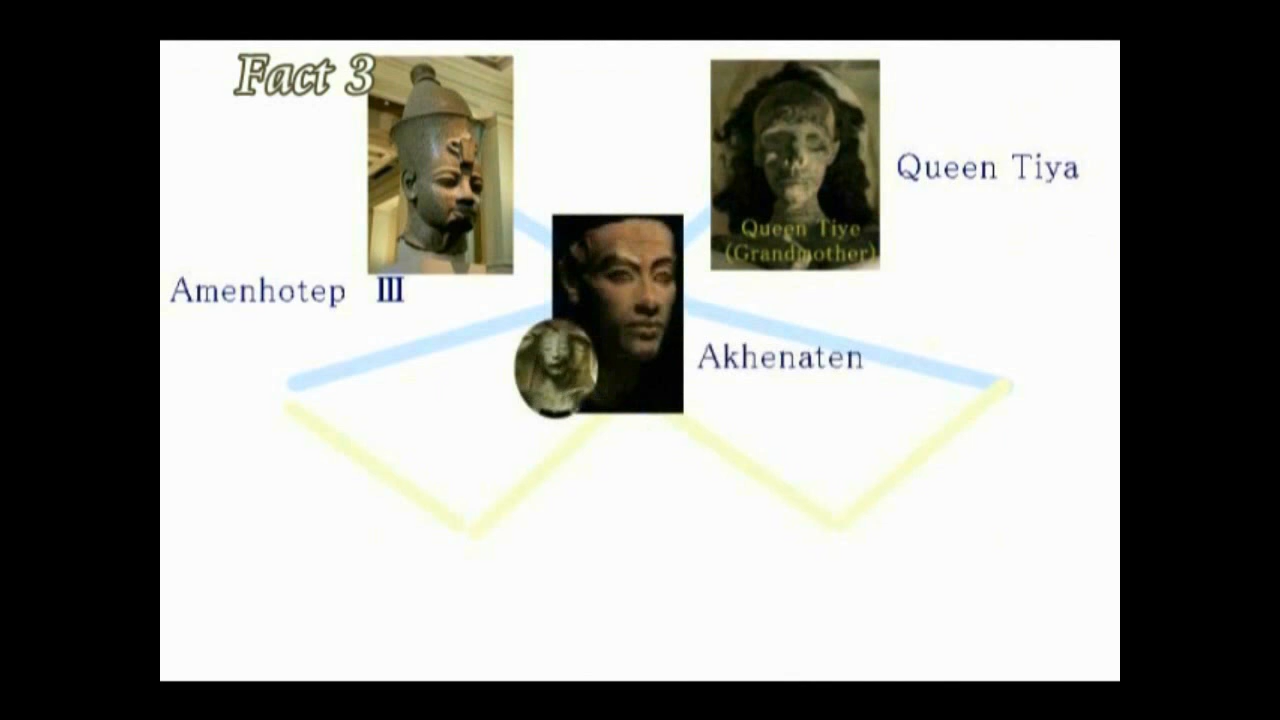 Fact 3
Queen Tiya
Queen Tiye
(Grandmother)
Amenhotep Ⅲ
Akhenaten